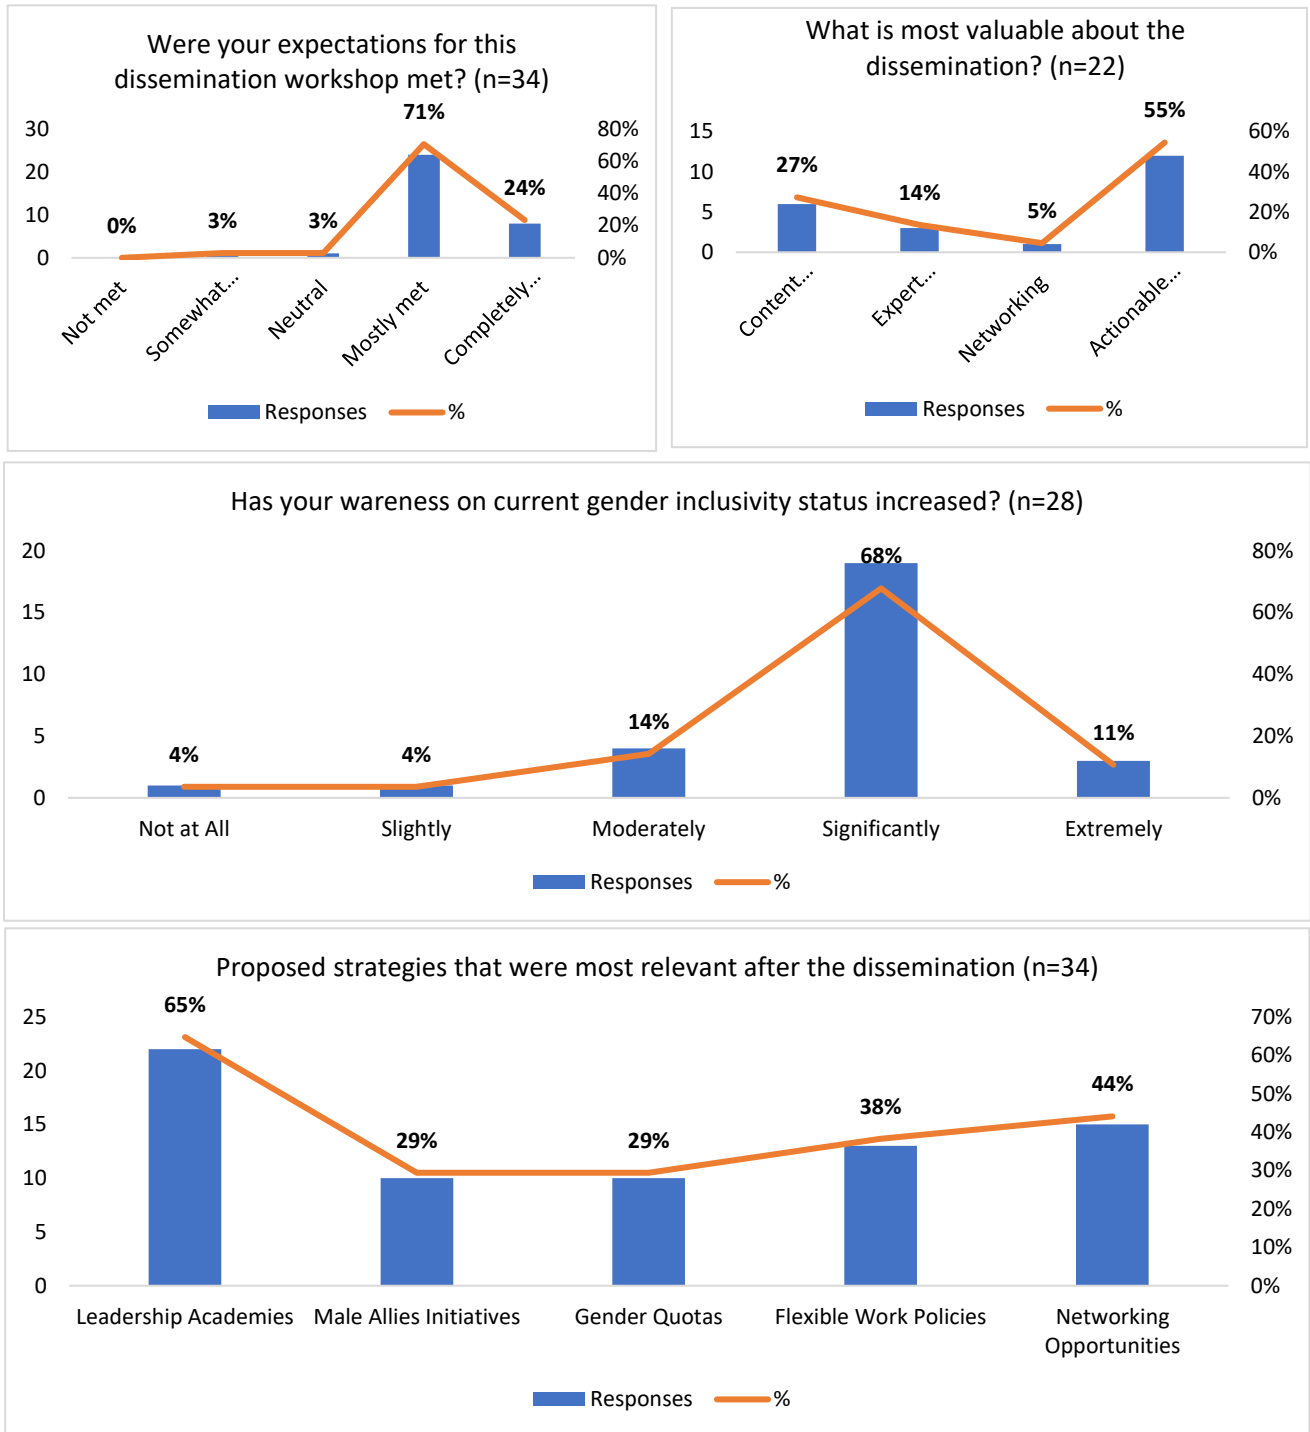 Were your expectations for this
dissemination workshop met? (n=34)
30
20
10
0
80%
60%
40%
20%
0%
0%
3%
3%
71%
24%
Not met
Somewhat...
Neutral
Mostly met
Completely...
Responses
%
What is most valuable about the
dissemination? (n=22)
15
10
5
0
60%
40%
20%
0%
27%
14%
5%
55%
Content...
Expert...
Networking
Actionable...
Responses
%
Has your wareness on current gender inclusivity status increased? (n=28)
20
15
10
5
0
80%
60%
40%
20%
0%
4%
4%
14%
68%
11%
Not at All
Slightly
Moderately
Significantly
Extremely
Responses
%
Proposed strategies that were most relevant after the dissemination (n=34)
25
20
15
10
5
0
70%
60%
50%
40%
30%
20%
10%
0%
65%
29%
29%
38%
44%
Leadership Academies
Male Allies Initiatives
Gender Quotas
Flexible Work Policies
Networking
Opportunities
Responses
%